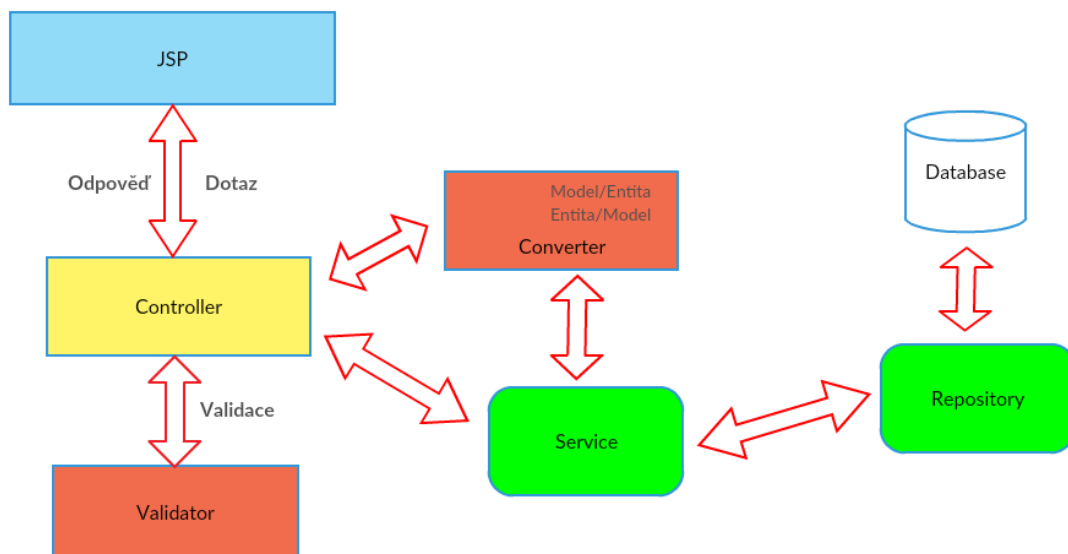 JSP
Odpověď
Dotaz
Model/Entita
Entita/Model
Converter
Database
Controller
Validace
Service
Repository
Validator